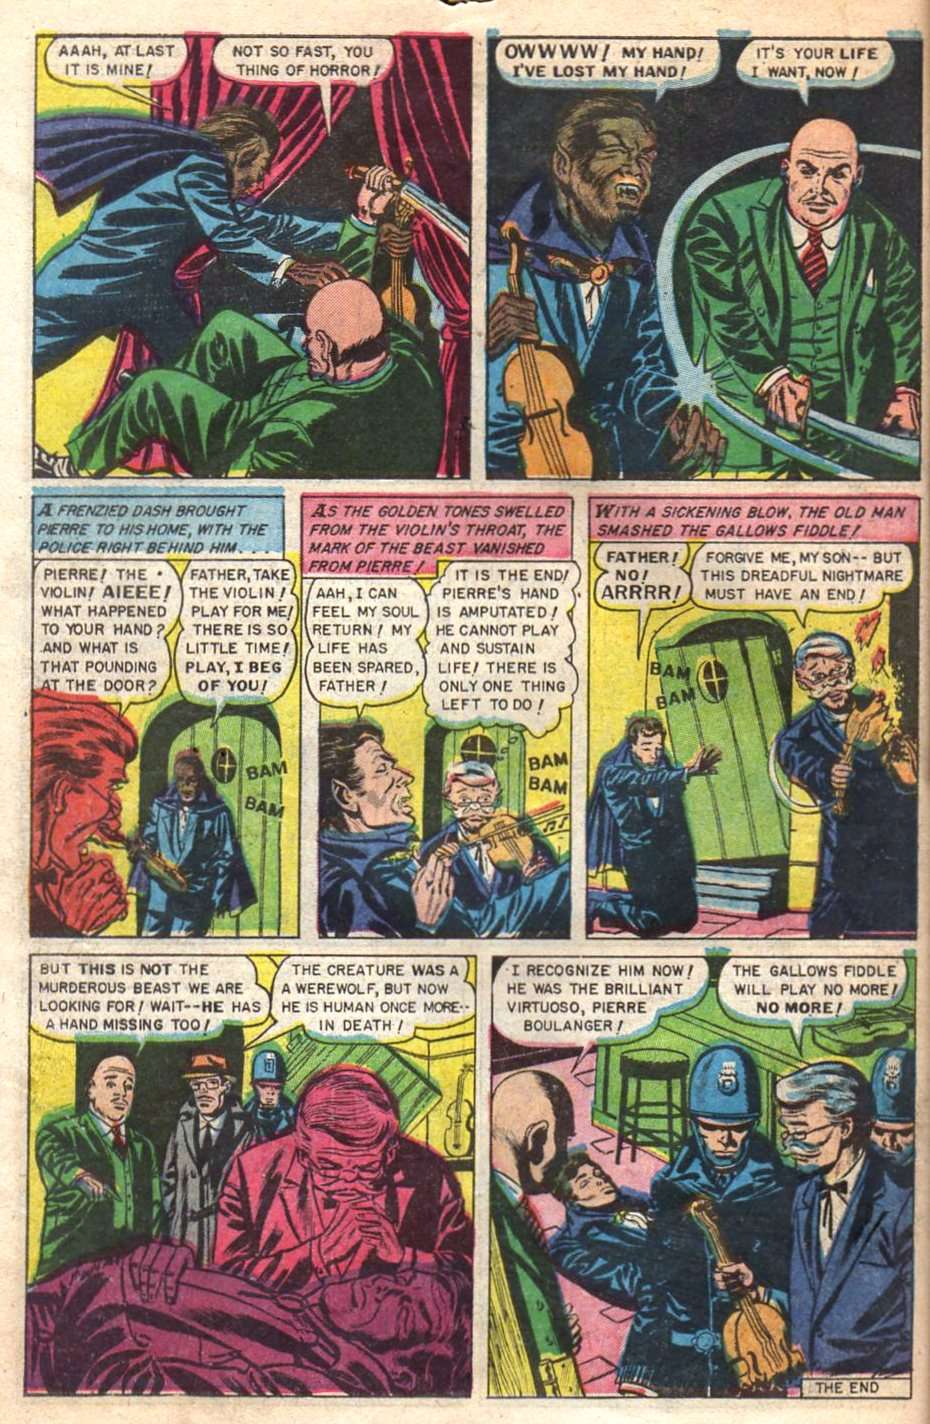 AAAH, AT LAST
IT IS MINE!
NOT SO FAST, YOU
THING OF HORROR!
OWWWW! MY HAND!
I'VE LOST MY HAND!
IT'S YOUR LIFE
I WANT, NOW!
A FRENZIED DASH BROUGHT
PIERRE TO HIS HOME, WITH THE
POLICE RIGHT BEHIND HIM...
PIERRE! THE
VIOLIN! AIEEE!
WHAT HAPPENED
TO YOUR HAND?
AND WHAT IS
THAT POUNDING
AT THE DOOR?
FATHER, TAKE
THE VIOLIN!
PLAY FOR ME!
THERE IS SO
LITTLE TIME!
PLAY, I BEG
OF YOU!
BAM
BAM
AS THE GOLDEN TONES SWELLED
FROM THE VIOLIN'S THROAT, THE
MARK OF THE BEAST VANISHED
FROM PIERRE!
AAH, I CAN
FEEL MY SOUL
RETURN! MY
LIFE HAS
BEEN SPARED,
FATHER!
IT IS THE END!
PIERRE'S HAND
IS AMPUTATED!
HE CANNOT PLAY
AND SUSTAIN
LIFE! THERE IS
ONLY ONE THING
LEFT TO DO!
BAM
BAM
WITH A SICKENING BLOW, THE OLD MAN
SMASHED THE GALLOWS FIDDLE!
FATHER!
NO!
ARRRR!
FORGIVE ME, MY SON-- BUT
THIS DREADFUL NIGHTMARE
MUST HAVE AN END!
BAM
BAM
BUT THIS IS NOT THE
MURDEROUS BEAST WE ARE
LOOKING FOR! WAIT--HE HAS
A HAND MISSING TOO!
THE CREATURE WAS A
A WEREWOLF, BUT NOW
HE IS HUMAN ONCE MORE--
IN DEATH!
I RECOGNIZE HIM NOW!
HE WAS THE BRILLIANT
VIRTUOSO, PIERRE
BOULANGER!
THE GALLOWS FIDDLE
WILL PLAY NO MORE!
NO MORE!
THE END